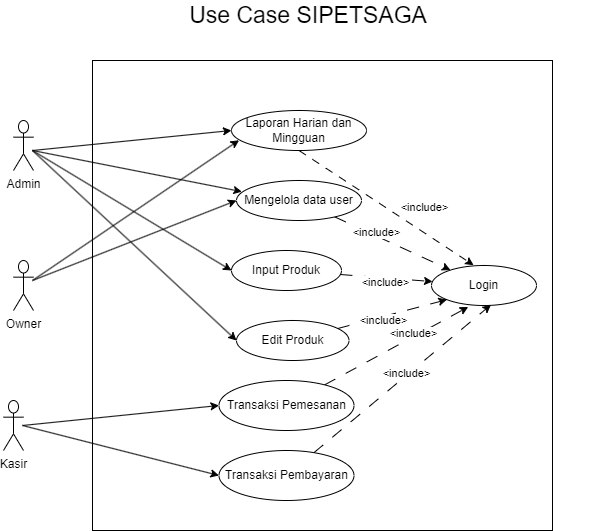 Use Case SIPETSAGA
Laporan Harian dan
Mingguan
Admin
Mengelola data user
<include>
<include>
Input Produk
<include>
Login
Owner
Edit Produk
<include>
<include>
<include>
Transaksi Pemesanan
Kasir
Transaksi Pembayaran